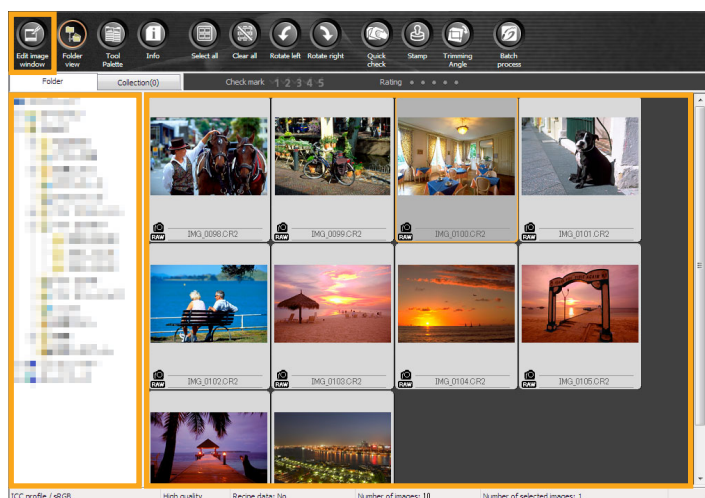 Edit image window
Folder view
Tool Palette
Info
Select all
Clear all
Rotate left
Rotate right
Quick check
Stamp
Trimming Angle
Batch process
Folder
Collection(0)
Check mark 1 2 3 4 5
Rating
RAW IMG_0098.CR2
RAW IMG_0099.CR2
RAW IMG_0100.CR2
RAW IMG_0101.CR2
RAW IMG_0102.CR2
RAW IMG_0103.CR2
RAW IMG_0104.CR2
RAW IMG_0105.CR2
ICC profile / sRGB
High quality
Recipe data: No
Number of images: 10
Number of selected images: 1